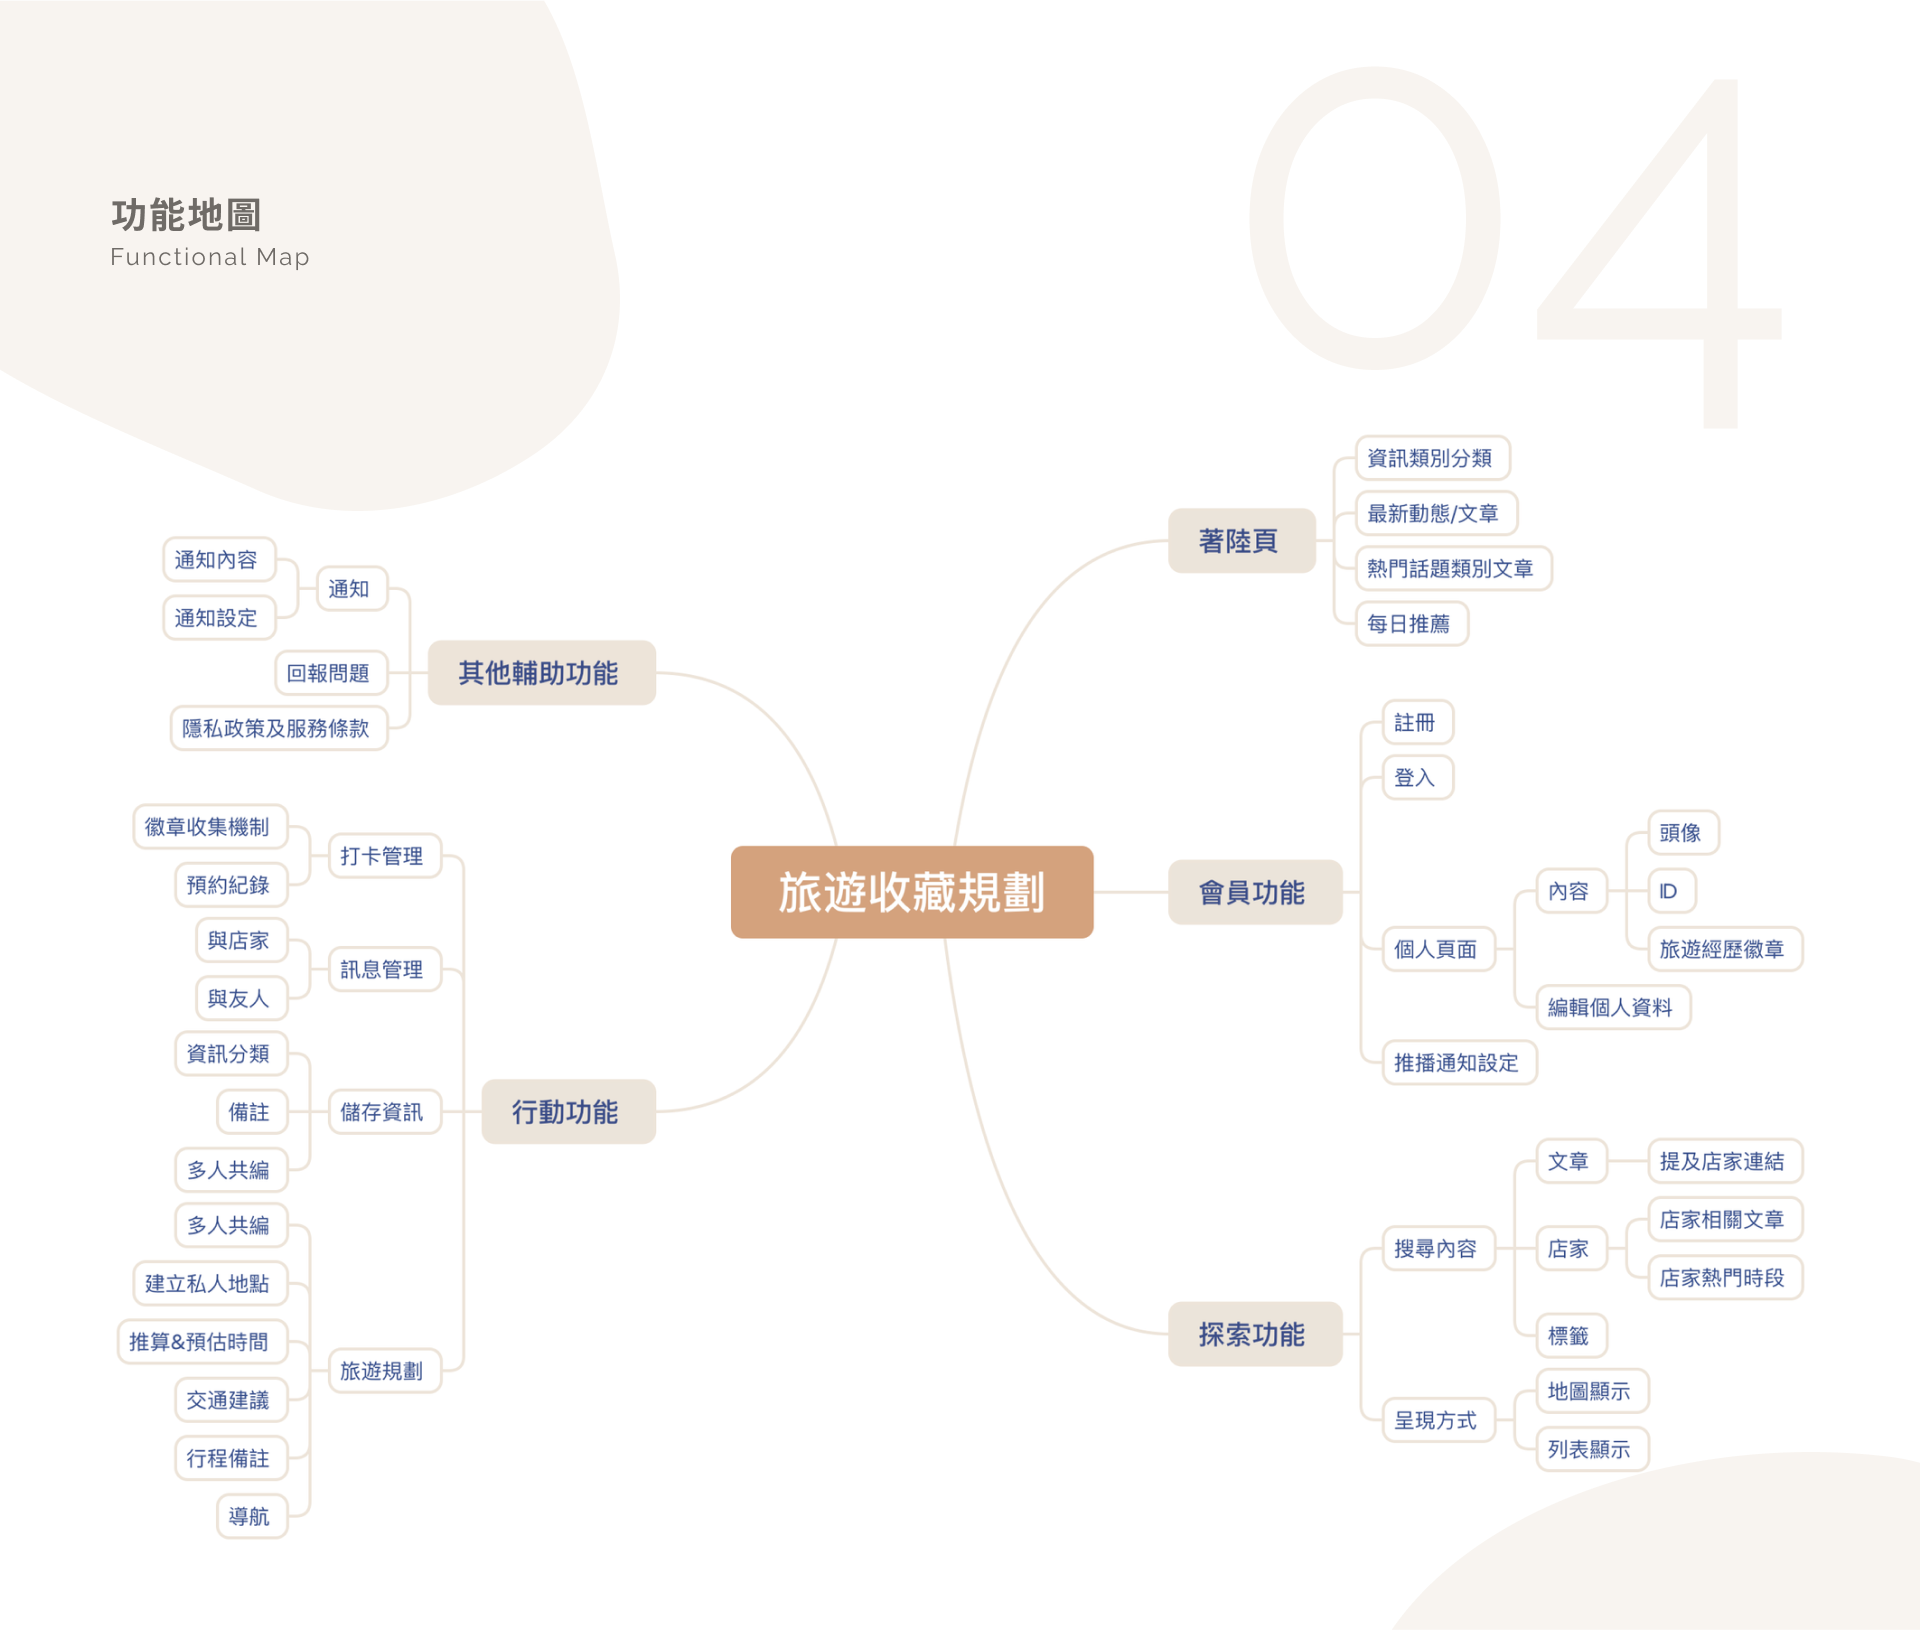 04
功能地圖
Functional Map
旅遊收藏規劃
著陸頁
資訊類別分類
最新動態/文章
熱門話題類別文章
每日推薦
會員功能
註冊
登入
個人頁面
內容
頭像
ID
旅遊經歷徽章
編輯個人資料
推播通知設定
探索功能
搜尋內容
文章
提及店家連結
店家
店家相關文章
店家熱門時段
標籤
呈現方式
地圖顯示
列表顯示
其他輔助功能
通知
通知內容
通知設定
回報問題
隱私政策及服務條款
行動功能
打卡管理
徽章收集機制
預約紀錄
訊息管理
與店家
與友人
儲存資訊
資訊分類
備註
多人共編
旅遊規劃
多人共編
建立私人地點
推算&預估時間
交通建議
行程備註
導航